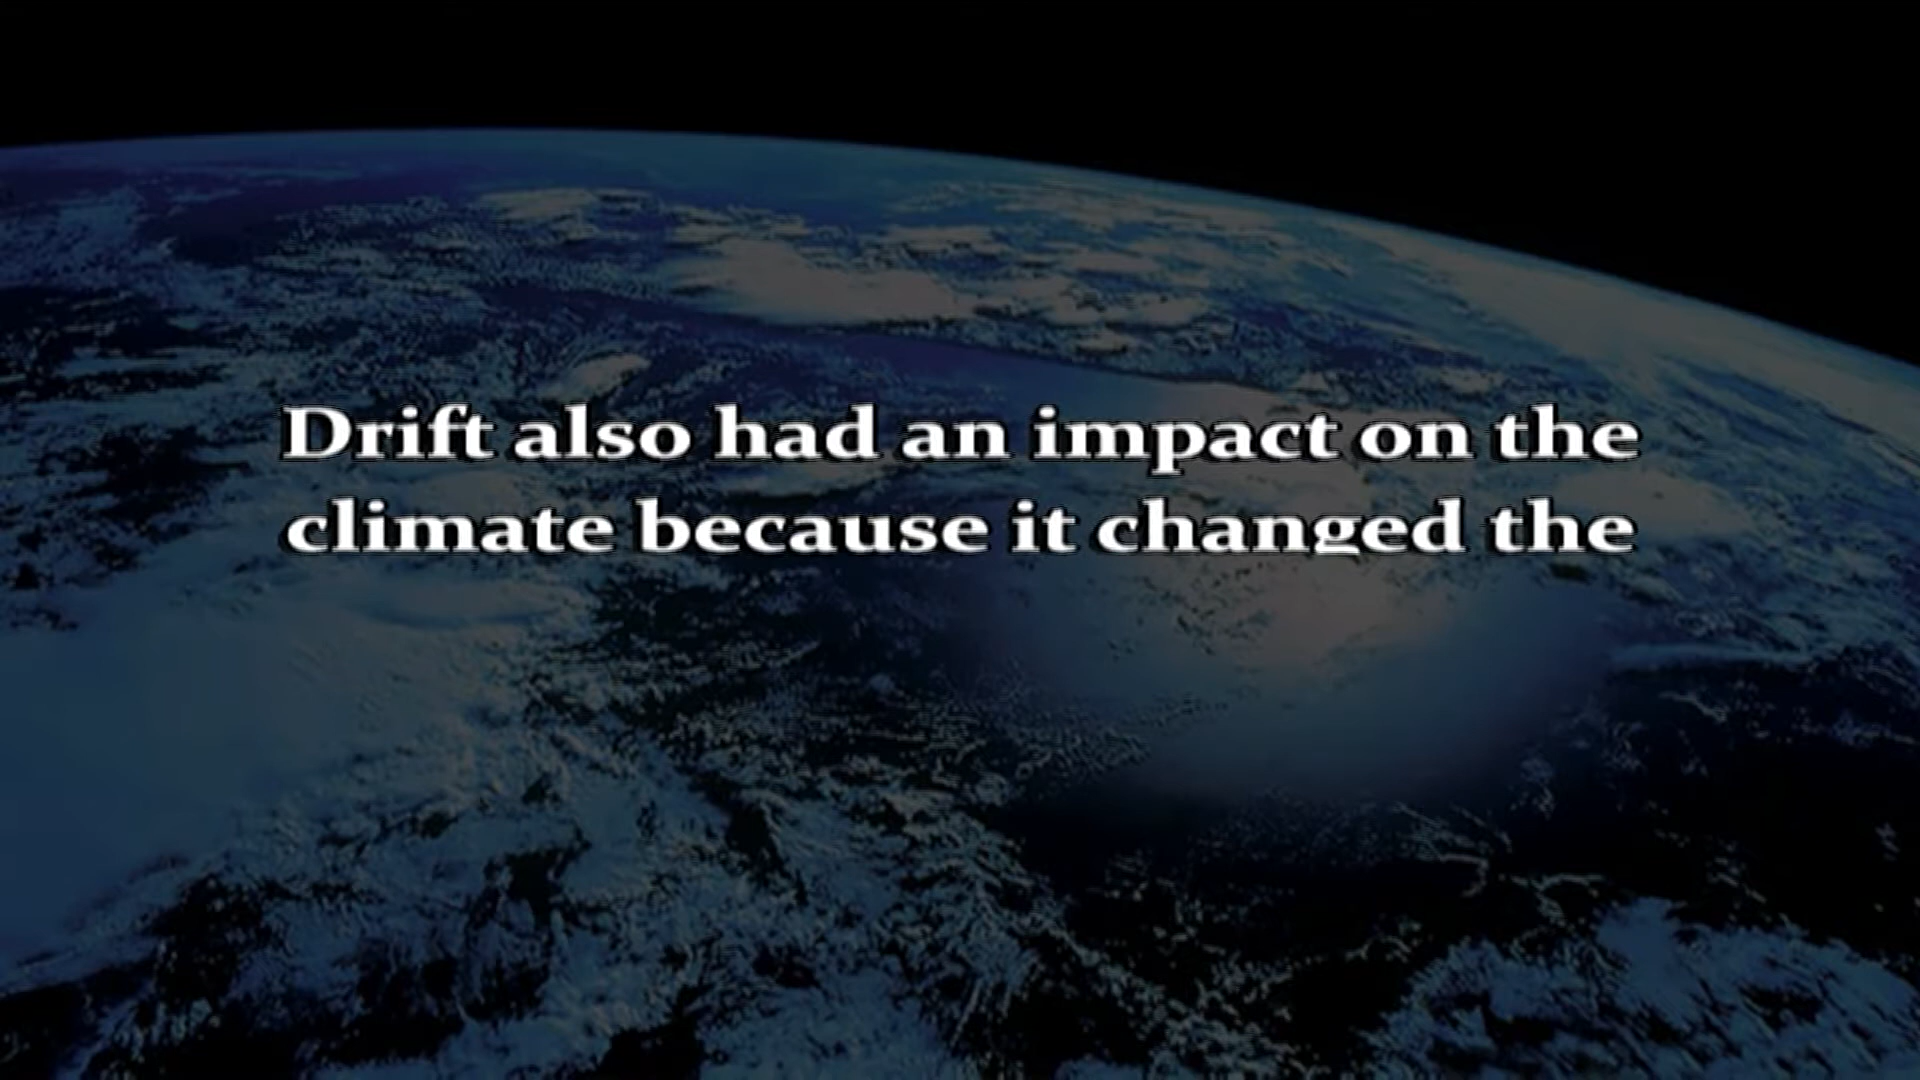 Drift also had an impact on the
climate because it changed the